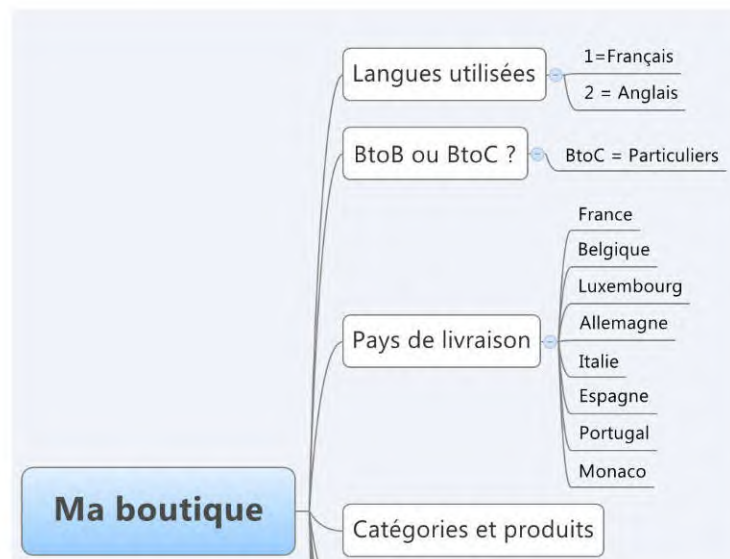 Langues utilisées
1=Français
2 = Anglais
BtoB ou BtoC ?
BtoC = Particuliers
Pays de livraison
France
Belgique
Luxembourg
Allemagne
Italie
Espagne
Portugal
Monaco
Ma boutique
Catégories et produits